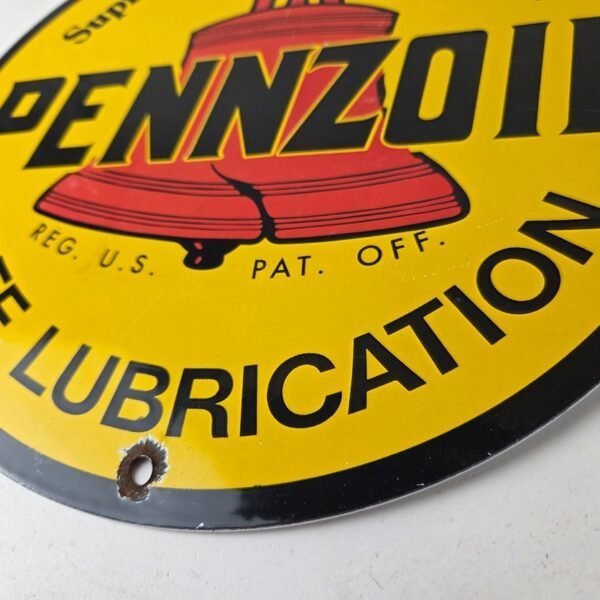 PENNZOIL
REG. U.S. PAT. OFF.
LUBRICATION